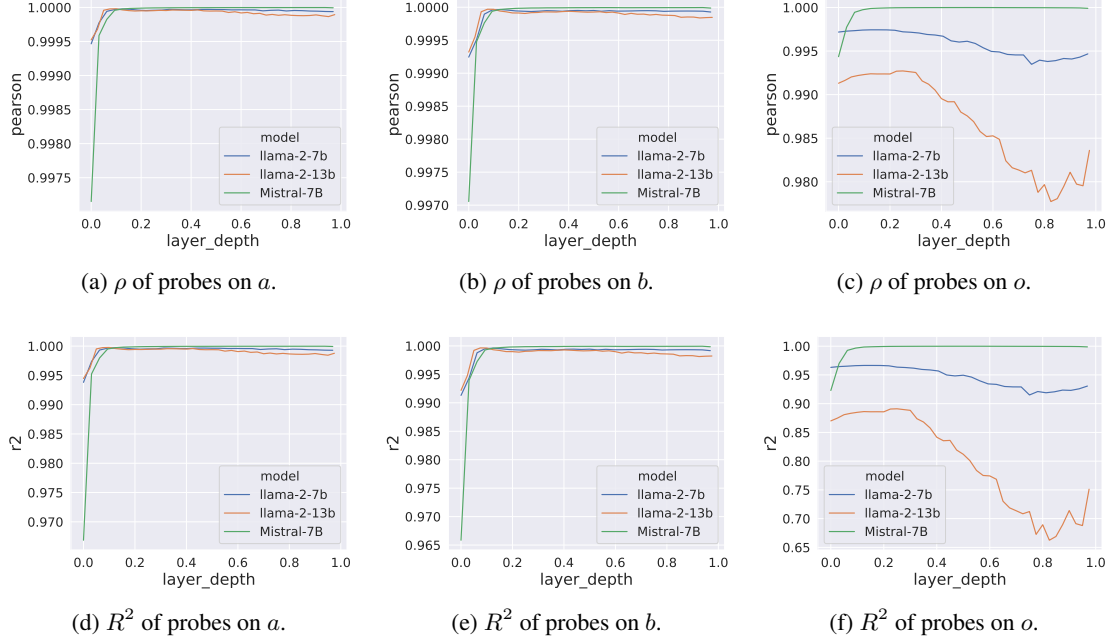 1.0000
0.9995
0.9990
0.9985
0.9980
0.9975
pearson
model
llama-2-7b
llama-2-13b
Mistral-7B
0.0 0.2 0.4 0.6 0.8 1.0
layer_depth
(a) ρ of probes on a.
1.0000
0.9995
0.9990
0.9985
0.9980
0.9975
0.9970
pearson
model
llama-2-7b
llama-2-13b
Mistral-7B
0.0 0.2 0.4 0.6 0.8 1.0
layer_depth
(b) ρ of probes on b.
1.000
0.995
0.990
0.985
0.980
pearson
model
llama-2-7b
llama-2-13b
Mistral-7B
0.0 0.2 0.4 0.6 0.8 1.0
layer_depth
(c) ρ of probes on o.
1.000
0.995
0.990
0.985
0.980
0.975
0.970
r2
model
llama-2-7b
llama-2-13b
Mistral-7B
0.0 0.2 0.4 0.6 0.8 1.0
layer_depth
(d) R² of probes on a.
1.000
0.995
0.990
0.985
0.980
0.975
0.970
0.965
r2
model
llama-2-7b
llama-2-13b
Mistral-7B
0.0 0.2 0.4 0.6 0.8 1.0
layer_depth
(e) R² of probes on b.
1.00
0.95
0.90
0.85
0.80
0.75
0.70
0.65
r2
model
llama-2-7b
llama-2-13b
Mistral-7B
0.0 0.2 0.4 0.6 0.8 1.0
layer_depth
(f) R² of probes on o.